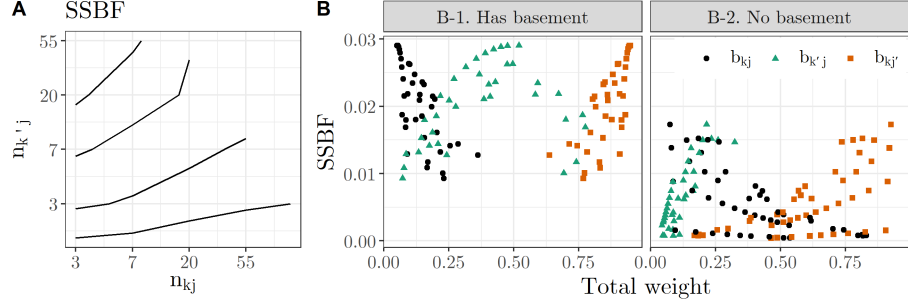 A
SSBF
55
20
7
3
n_k'j
3 7 20 55
n_kj
B
B-1. Has basement
B-2. No basement
b_kj b_k'j b_kj'
SSBF
0.03
0.02
0.01
0.00
0.00 0.25 0.50 0.75
0.00 0.25 0.50 0.75
Total weight